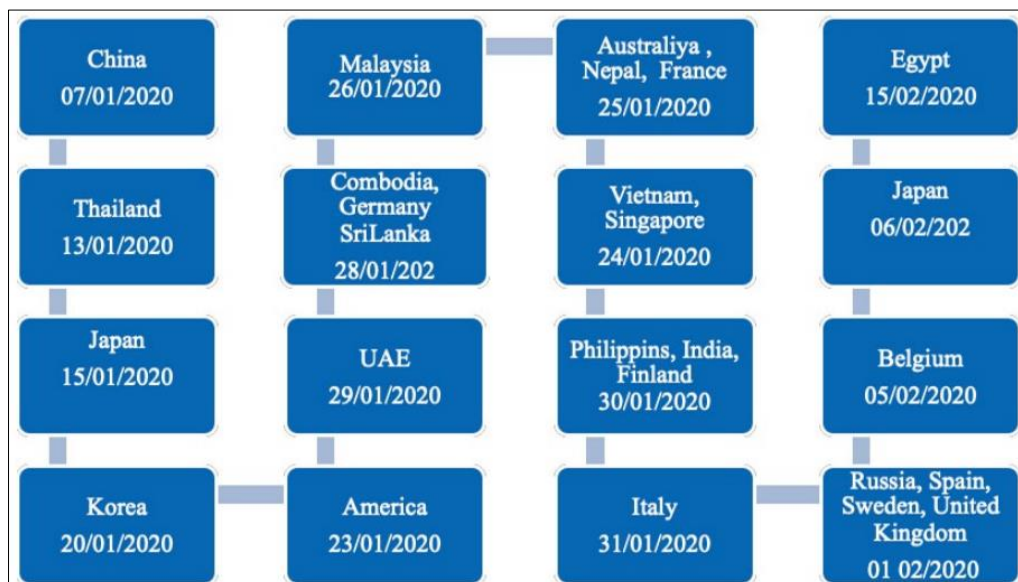 China
07/01/2020
Thailand
13/01/2020
Japan
15/01/2020
Korea
20/01/2020
America
23/01/2020
UAE
29/01/2020
Combodia,
Germany
SriLanka
28/01/202
Malaysia
26/01/2020
Australiya ,
Nepal, France
25/01/2020
Vietnam,
Singapore
24/01/2020
Philippins, India,
Finland
30/01/2020
Italy
31/01/2020
Russia, Spain,
Sweden, United
Kingdom
01 02/2020
Belgium
05/02/2020
Japan
06/02/202
Egypt
15/02/2020